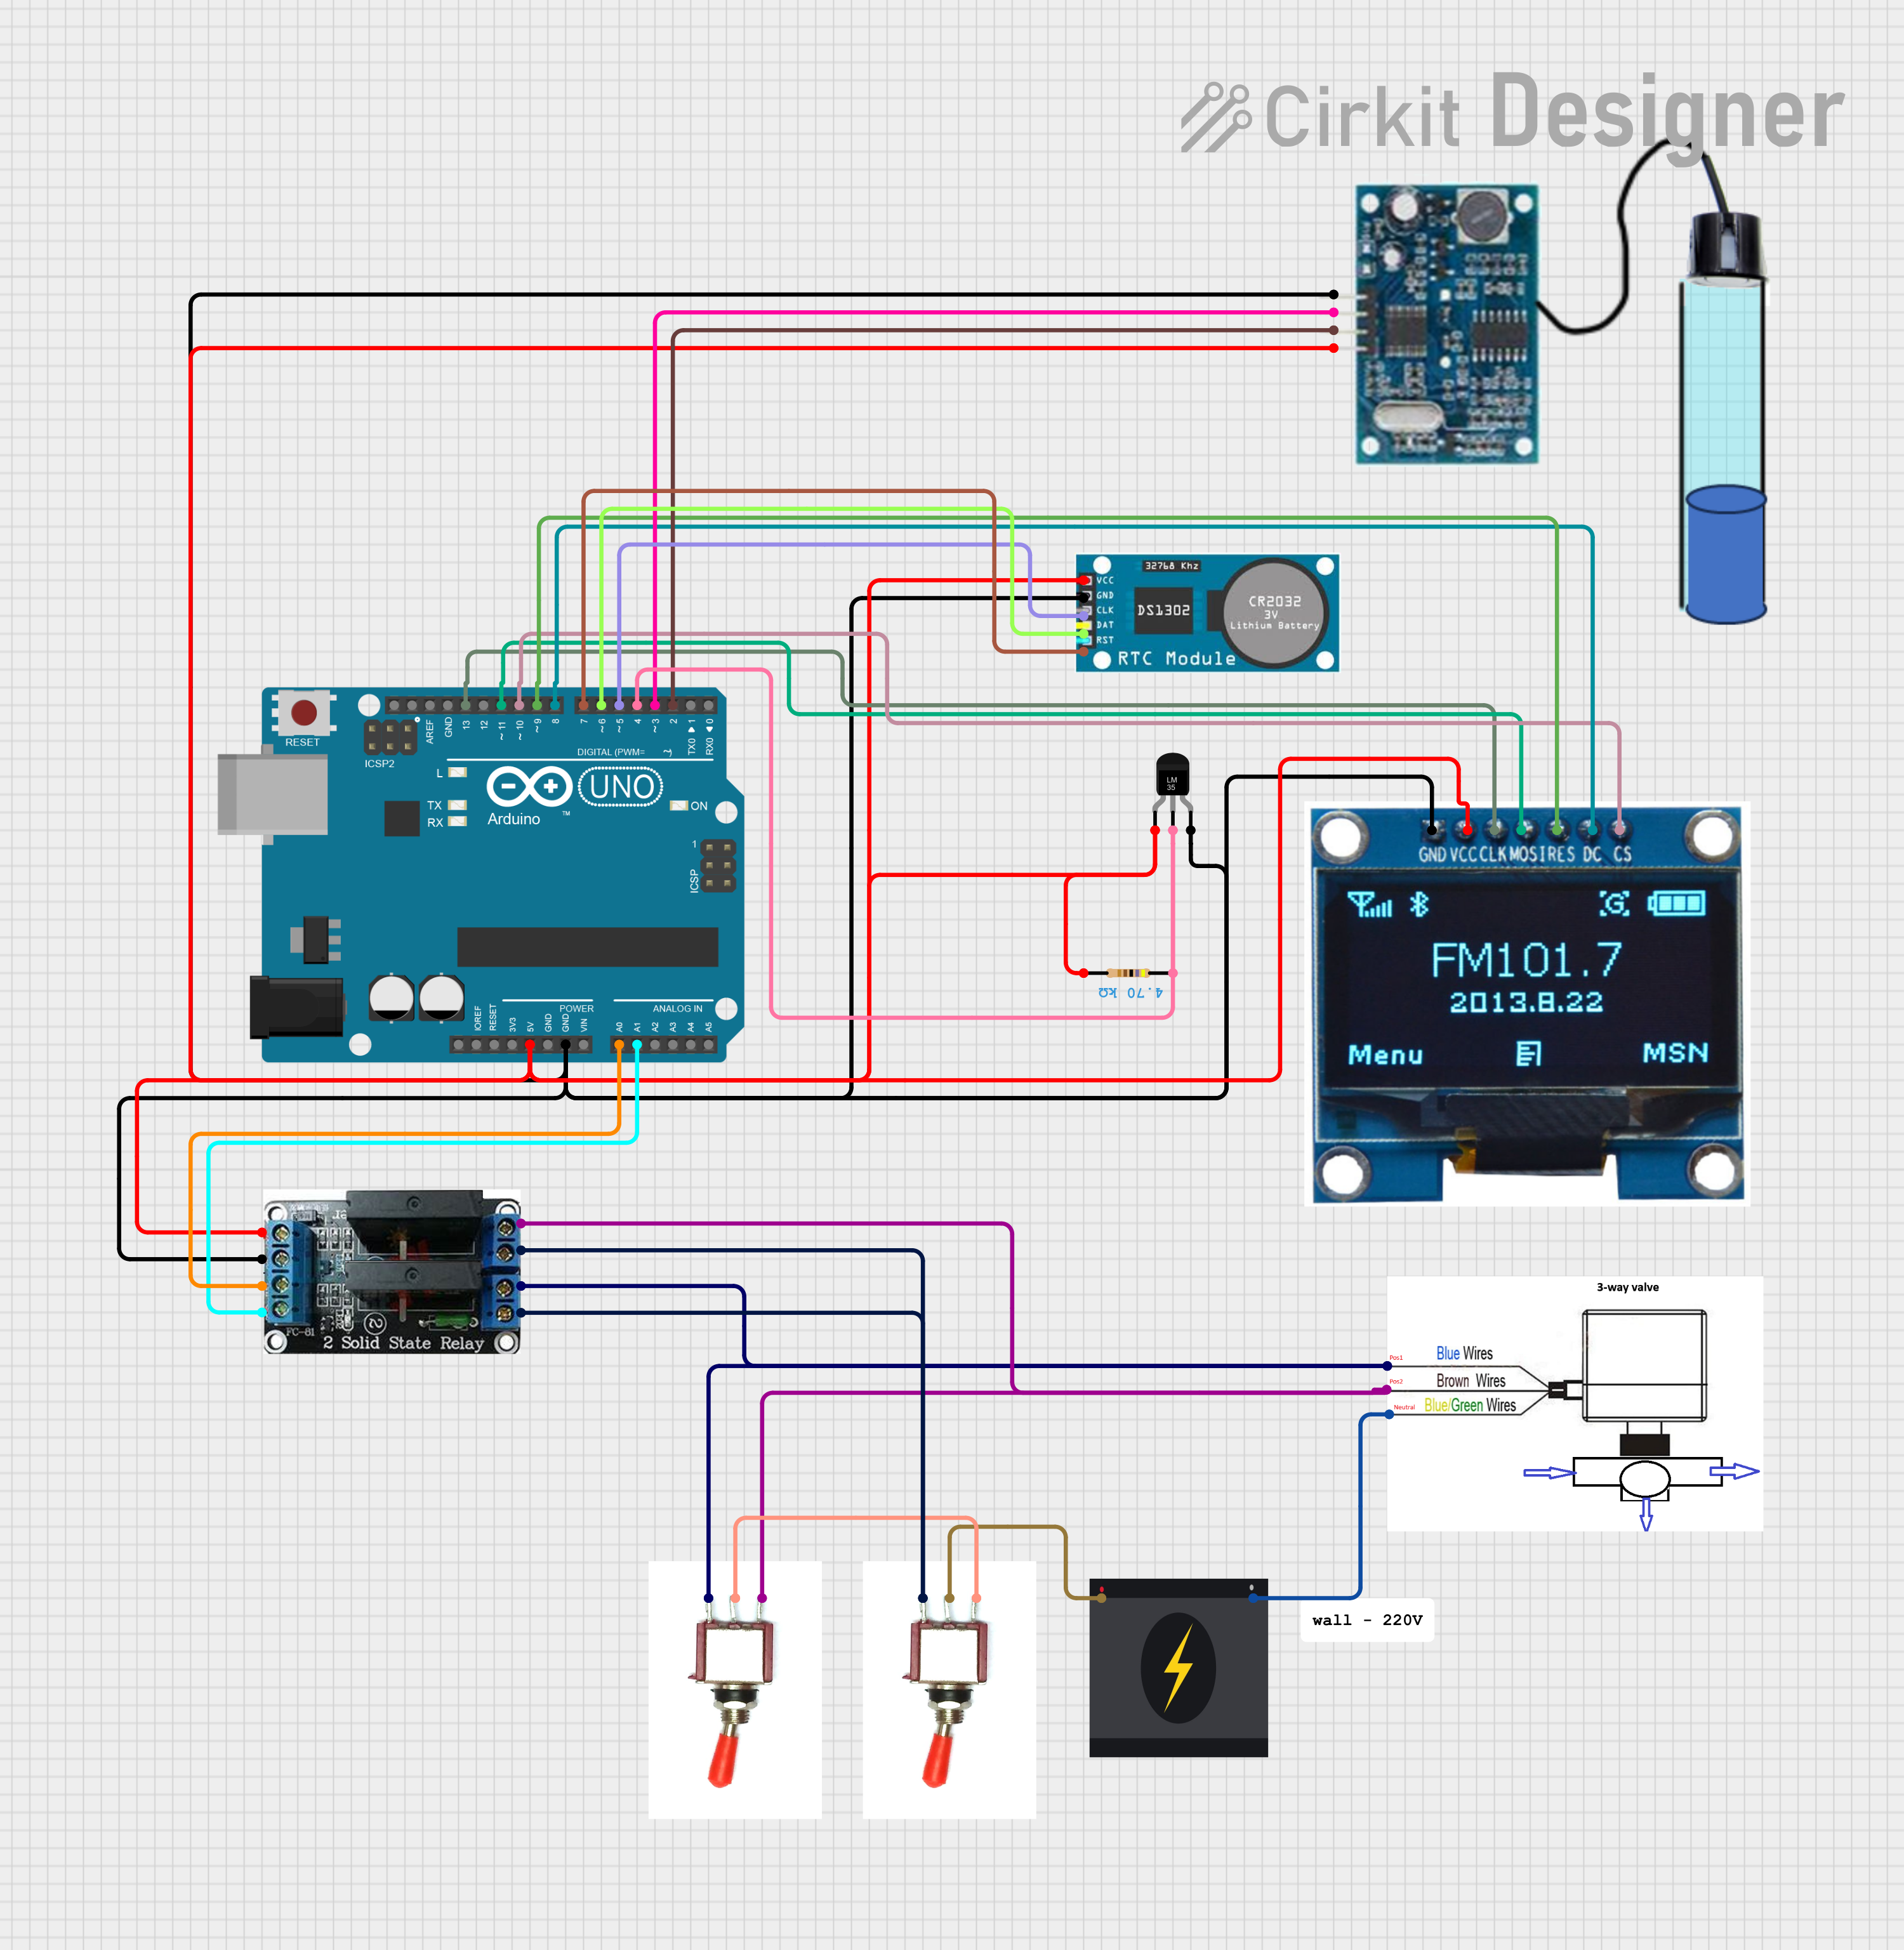 Cirkit Designer
32768 Khz
VCC
GND
CLK
DAT
RST
DS1302
CR2032
3V
Lithium Battery
RTC Module
RESET
ICSP2
AREF
GND
13
12
~11
~10
~9
8
7
~6
~5
4
~3
2
TX0 1
RX0 0
DIGITAL (PWM=
L
TX
RX
Arduino
™
UNO
ON
1
ICSP
IOREF
RESET
3V3
5V
GND
GND
VIN
POWER
A0
A1
A2
A3
A4
A5
ANALOG IN
LM
35
4.70 kΩ
GND VCC CLK MOSI RES DC CS
G
FM101.7
2013.8.22
Menu
MSN
FC-81
2
2 Solid State Relay
3-way valve
Pos1
Blue Wires
Pos2
Brown Wires
Neutral
Blue/Green Wires
wall - 220V